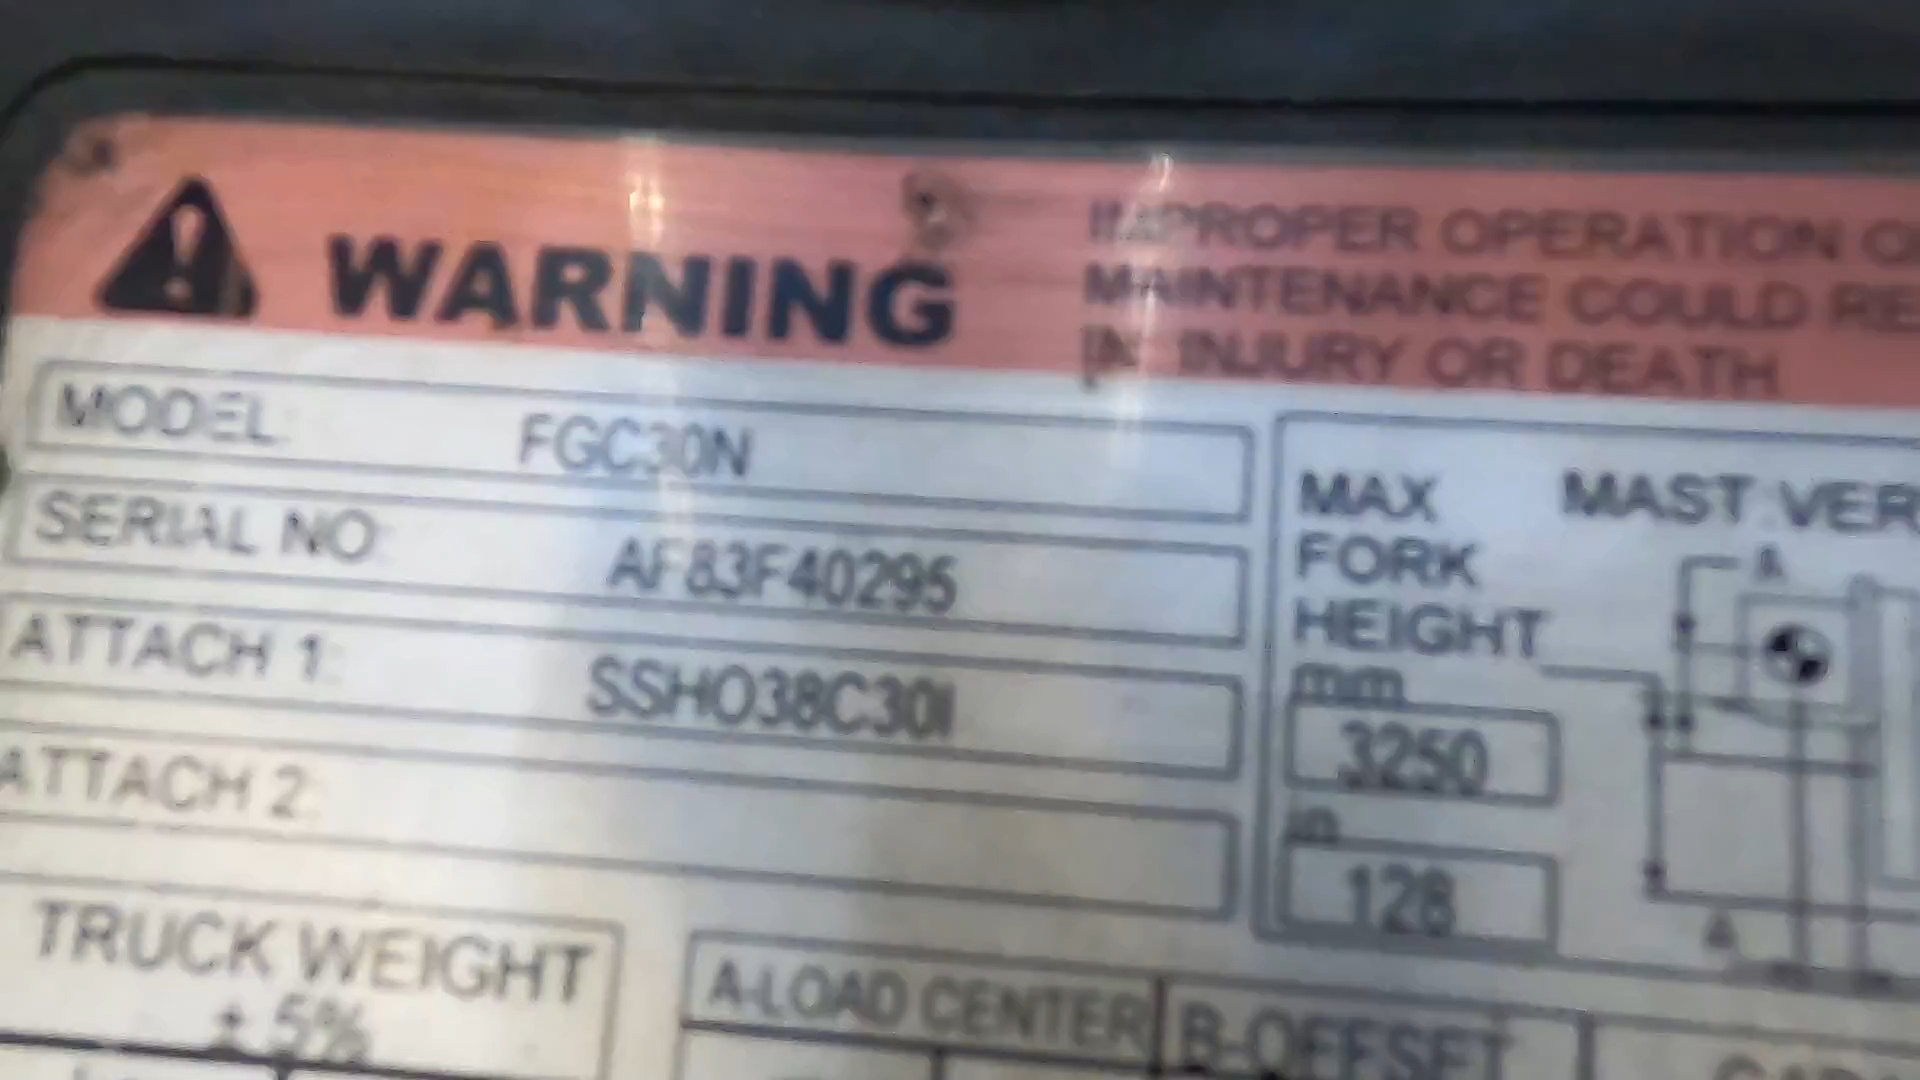 WARNING
IMPROPER OPERATION
MAINTENANCE COULD RE
IN INJURY OR DEATH
MODEL: FGC30N
SERIAL NO: AF83F40295
ATTACH 1: SSHO38C30I
ATTACH 2:
MAX
FORK
HEIGHT
mm
3250
in
128
MAST VER
A
A
TRUCK WEIGHT
± 5%
A-LOAD CENTER
B-OFFSET